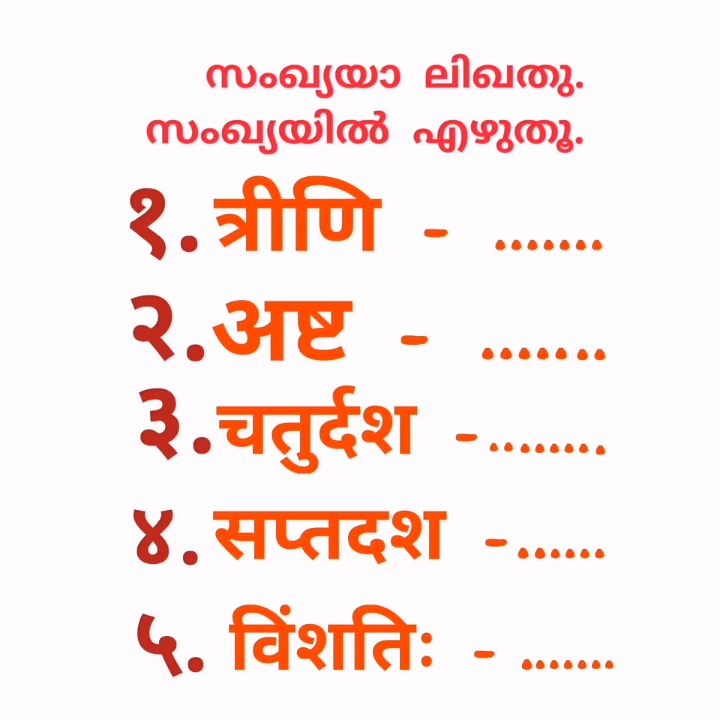 സംഖ്യയാ ലിഖതു.
സംഖ്യയിൽ എഴുതൂ.
१. त्रीणि - .......
२. अष्ट - .......
३. चतुर्दश - ........
४. सप्तदश - ......
५. विंशतिः - .......